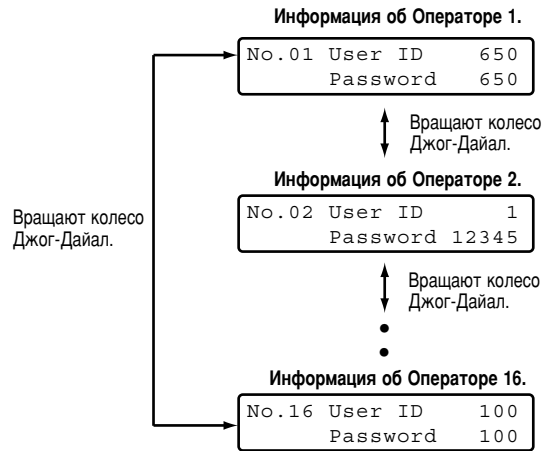 Информация об Операторе 1.
No.01 User ID 650
Password 650
Вращают колесо
Джог-Дайал.
Информация об Операторе 2.
No.02 User ID 1
Password 12345
Вращают колесо
Джог-Дайал.
Вращают колесо
Джог-Дайал.
Информация об Операторе 16.
No.16 User ID 100
Password 100